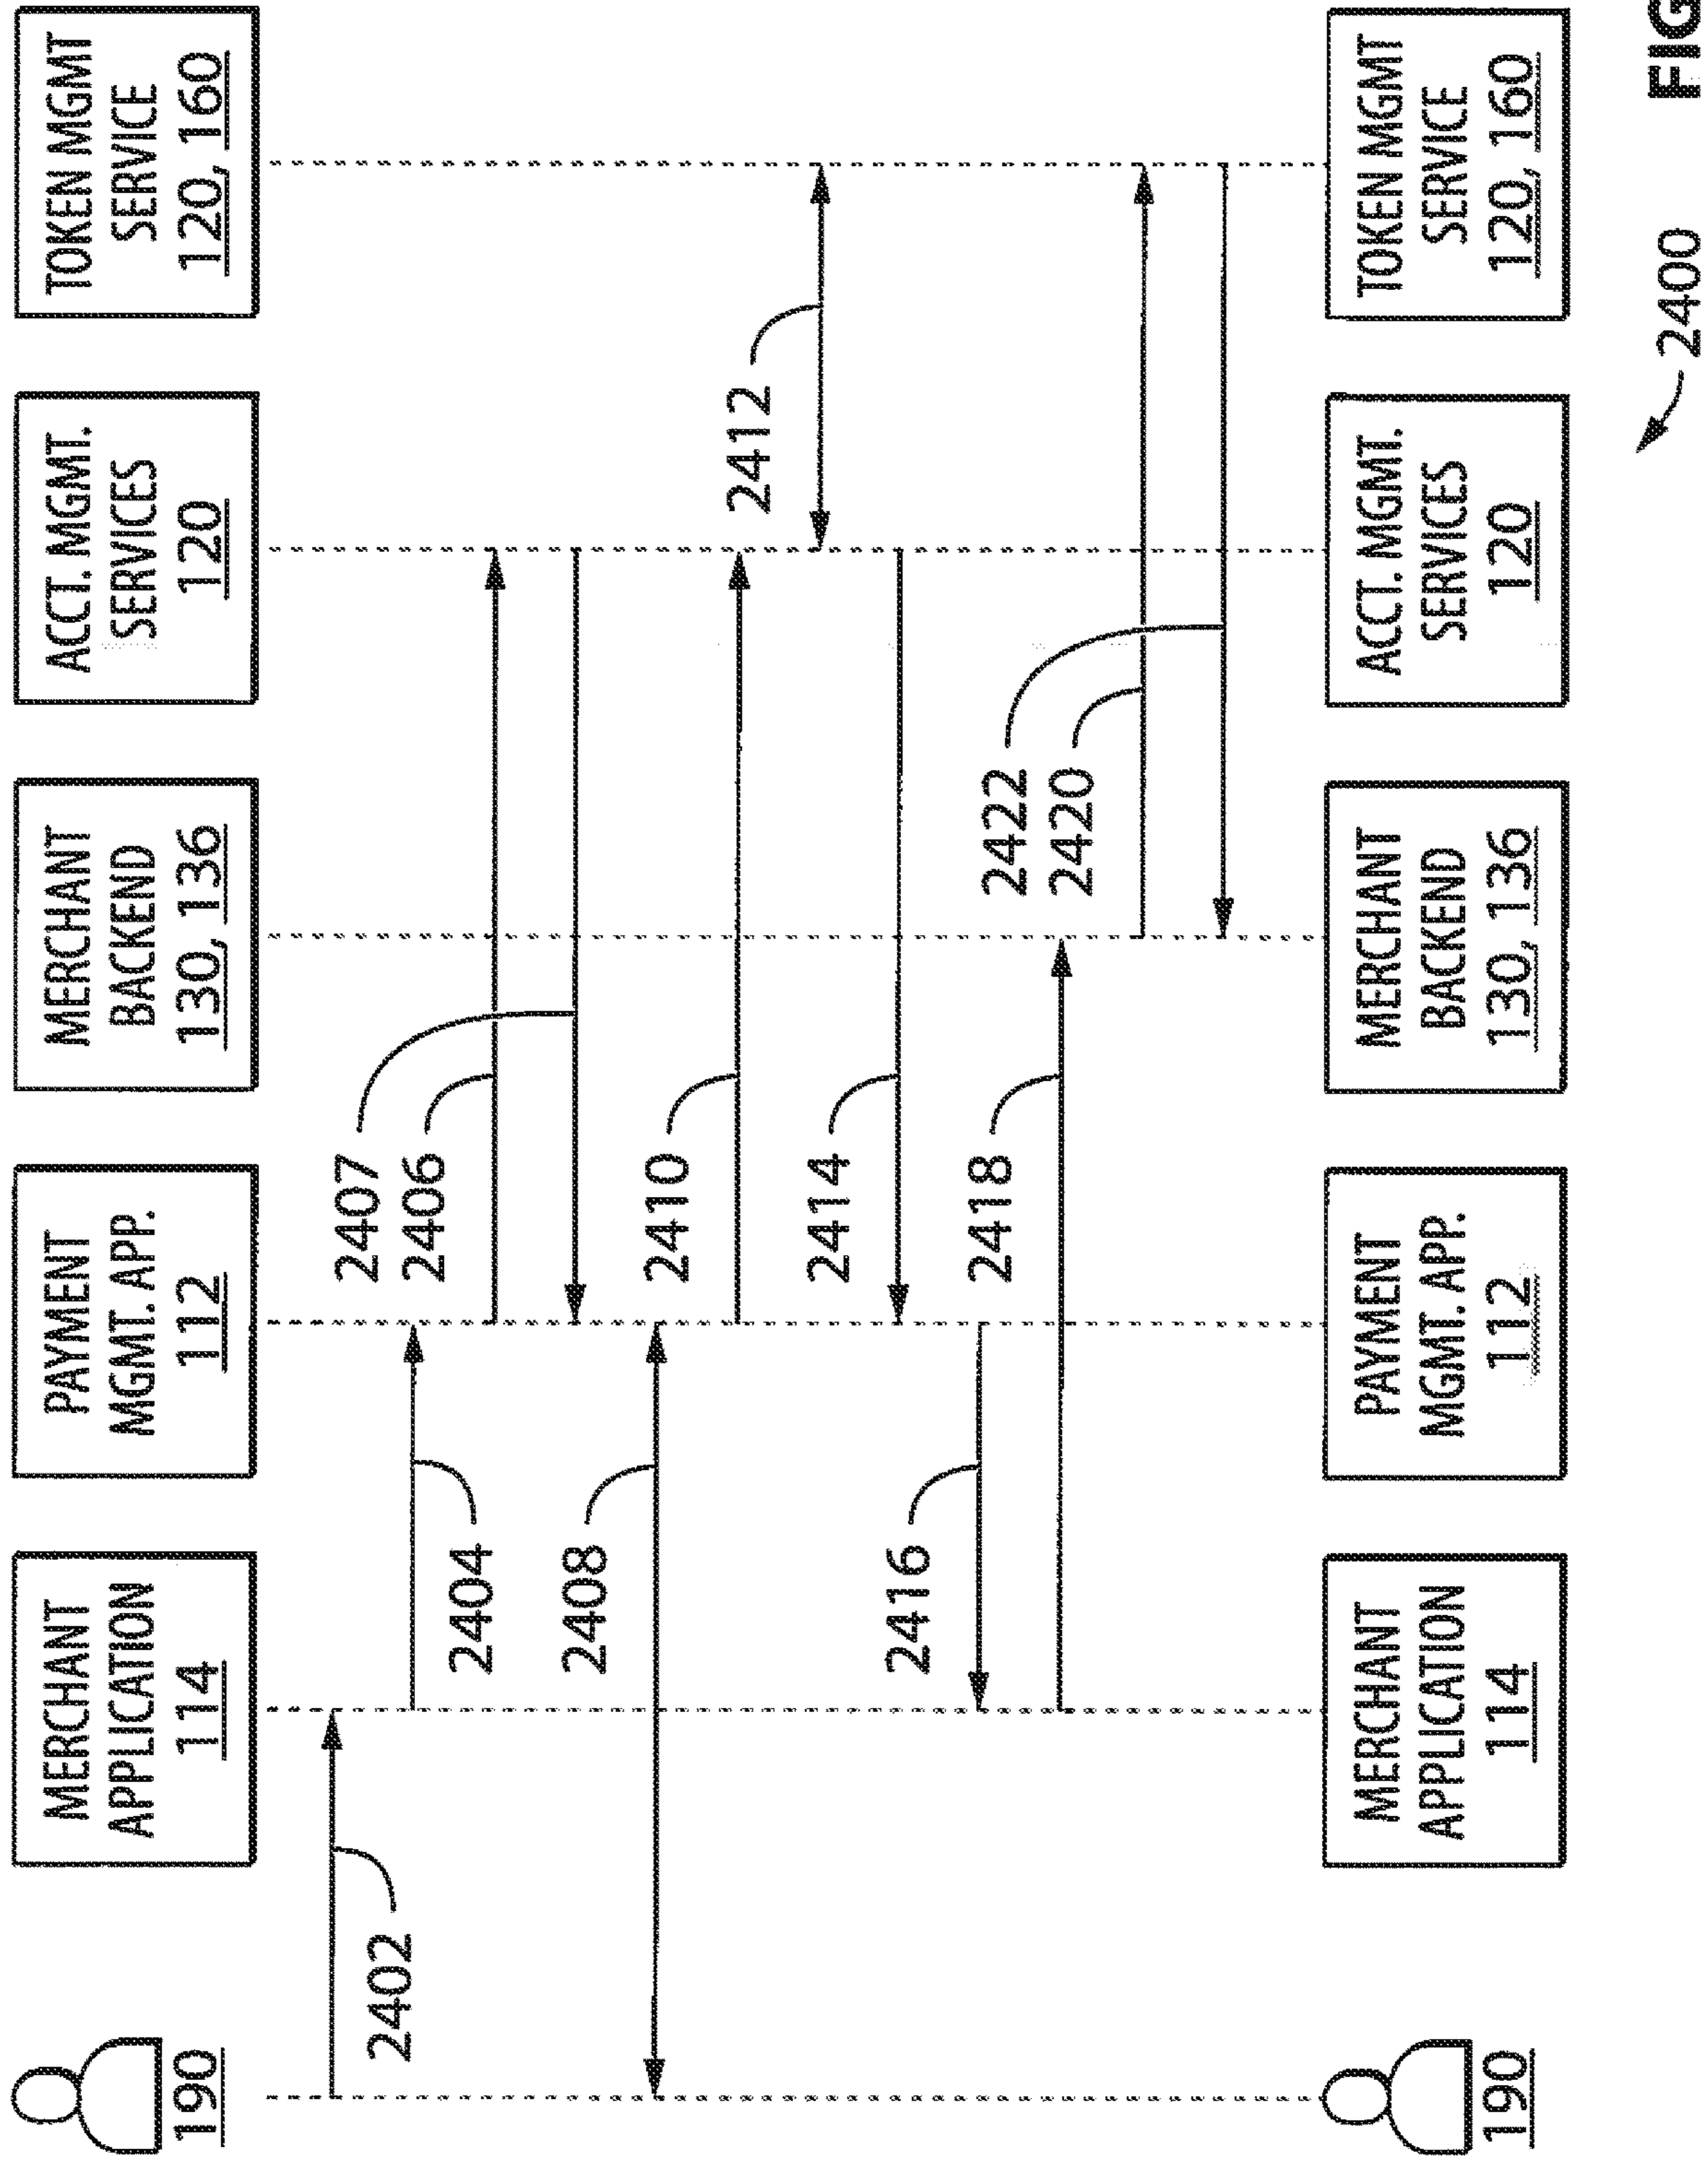 190
MERCHANT
APPLICATION
114
PAYMENT
MGMT. APP.
112
MERCHANT
BACKEND
130, 136
ACCT. MGMT.
SERVICES
120
TOKEN MGMT
SERVICE
120, 160
2402
2404
2407
2406
2408
2410
2412
2414
2416
2418
2422
2420
190
MERCHANT
APPLICATION
114
PAYMENT
MGMT. APP.
112
MERCHANT
BACKEND
130, 136
ACCT. MGMT.
SERVICES
120
TOKEN MGMT
SERVICE
120, 160
2400
FIG